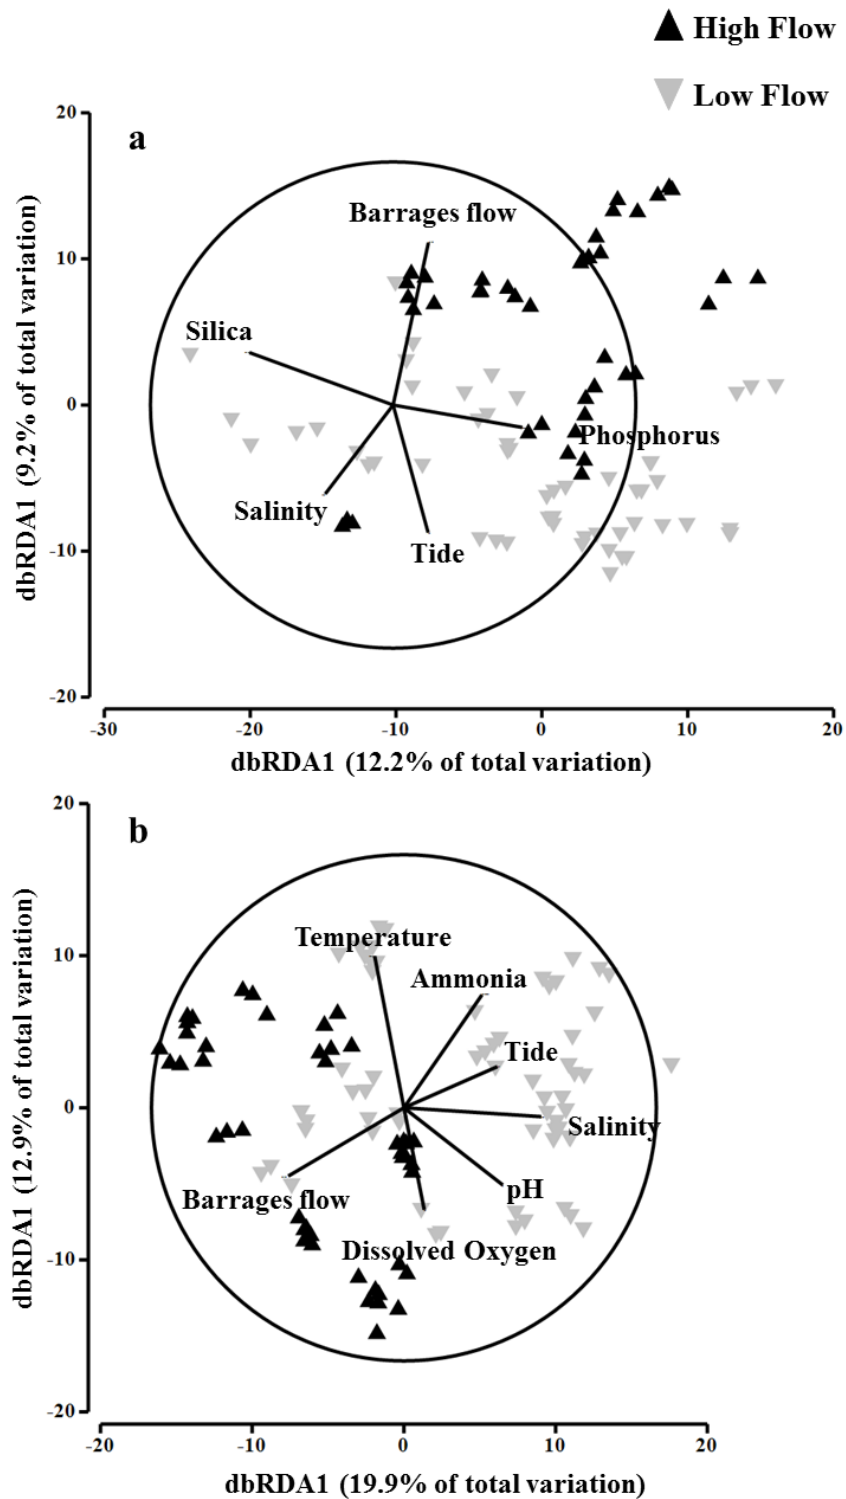 High Flow
Low Flow
20
a
Barrages flow
10
Silica
0
Phosphorus
Salinity
-10
Tide
-20
dbRDA1 (9.2% of total variation)
-30 -20 -10 0 10 20
dbRDA1 (12.2% of total variation)
20
b
Temperature
10
Ammonia
Tide
0
Salinity
pH
Barrages flow
Dissolved Oxygen
-10
-20
dbRDA1 (12.9% of total variation)
-20 -10 0 10 20
dbRDA1 (19.9% of total variation)